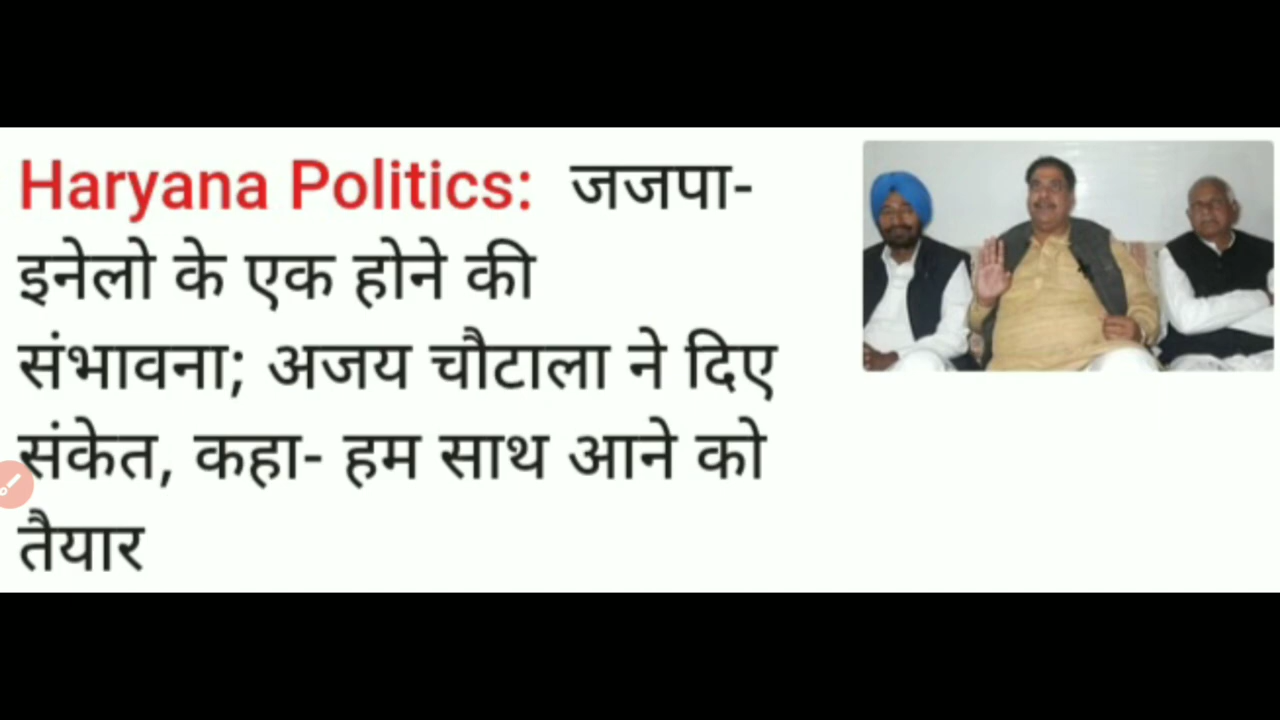 Haryana Politics: जजपा-
इनेलो के एक होने की
संभावना; अजय चौटाला ने दिए
संकेत, कहा- हम साथ आने को
तैयार